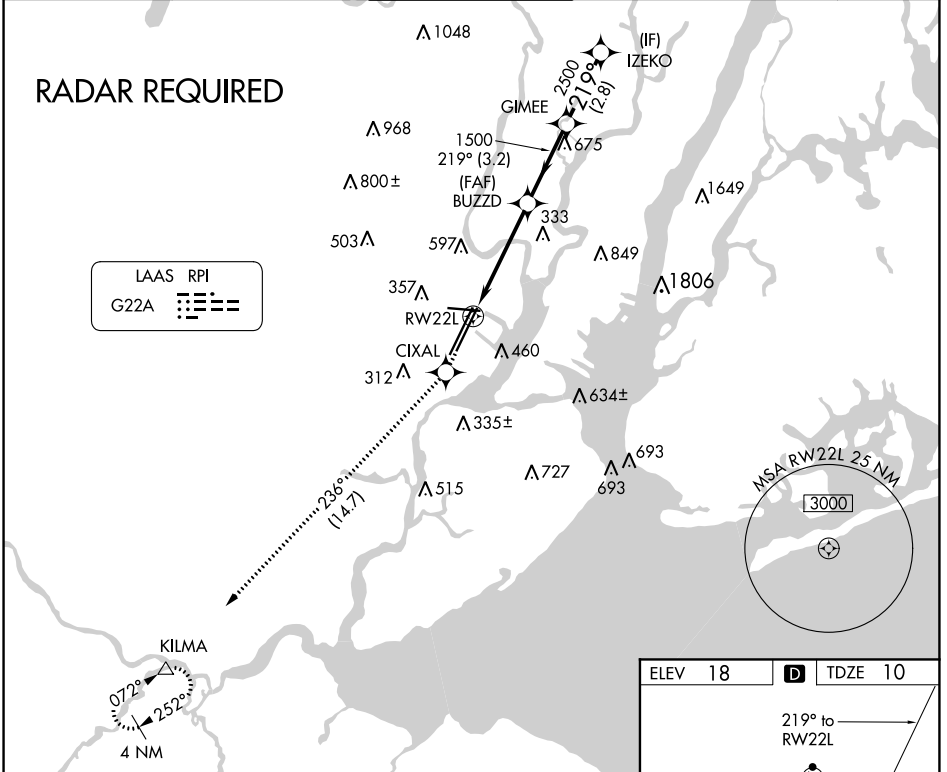 1048
(IF)
IZEKO
RADAR REQUIRED
2500
219°
(2.8)
GIMEE
968
1500
219° (3.2)
675
800±
(FAF)
BUZZD
1649
333
503
597
849
LAAS RPI
G22A
357
1806
RW22L
CIXAL
460
312
634±
335±
693
727
693
515
236°
(14.7)
MSA RW22L 25 NM
3000
KILMA
072°
252°
4 NM
ELEV 18 D TDZE 10
219° to
RW22L